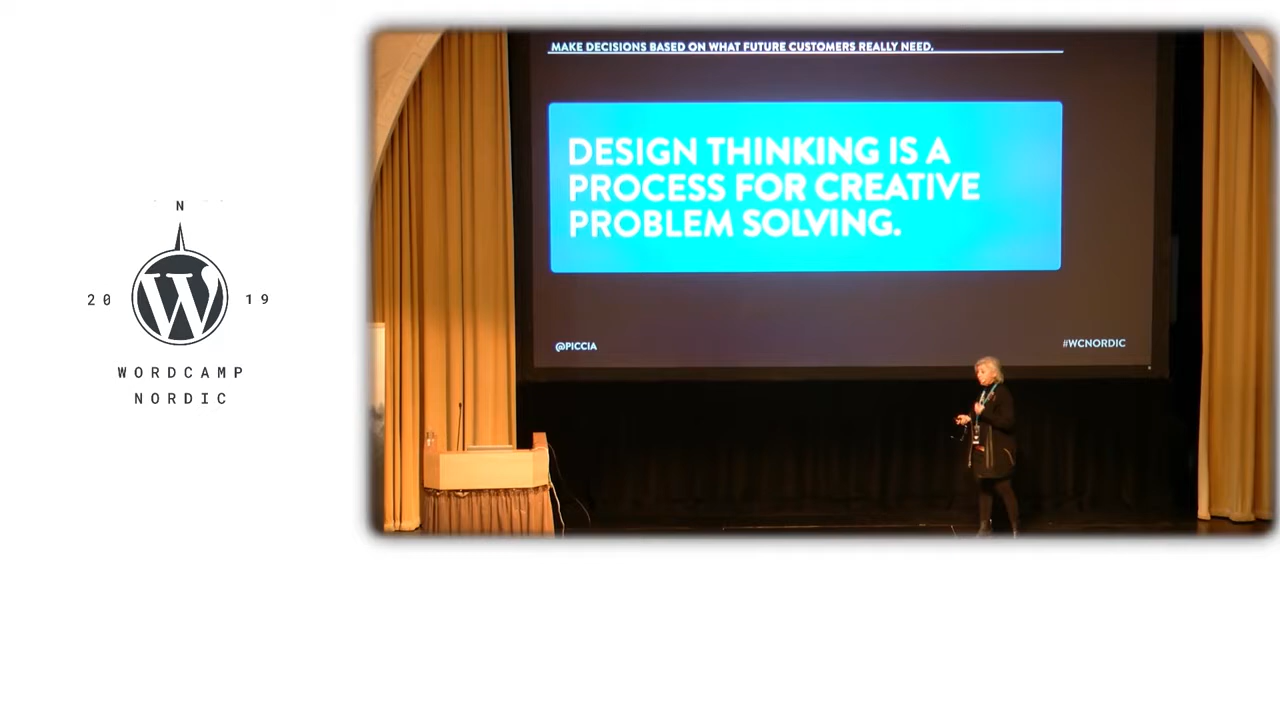 N
20 19
WORDCAMP
NORDIC
MAKE DECISIONS BASED ON WHAT FUTURE CUSTOMERS REALLY NEED.
DESIGN THINKING IS A
PROCESS FOR CREATIVE
PROBLEM SOLVING.
@PICCIA
#WCNORDIC